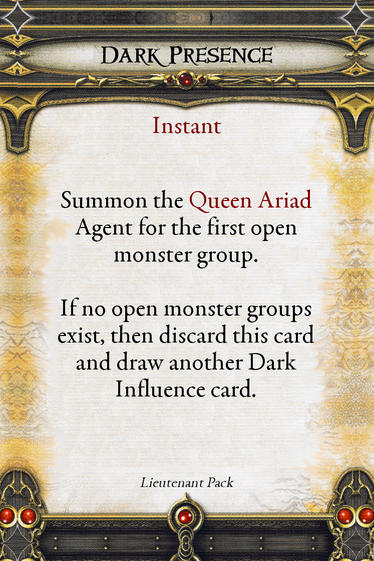 Dark Presence
Instant
Summon the Queen Ariad
Agent for the first open
monster group.
If no open monster groups
exist, then discard this card
and draw another Dark
Influence card.
Lieutenant Pack